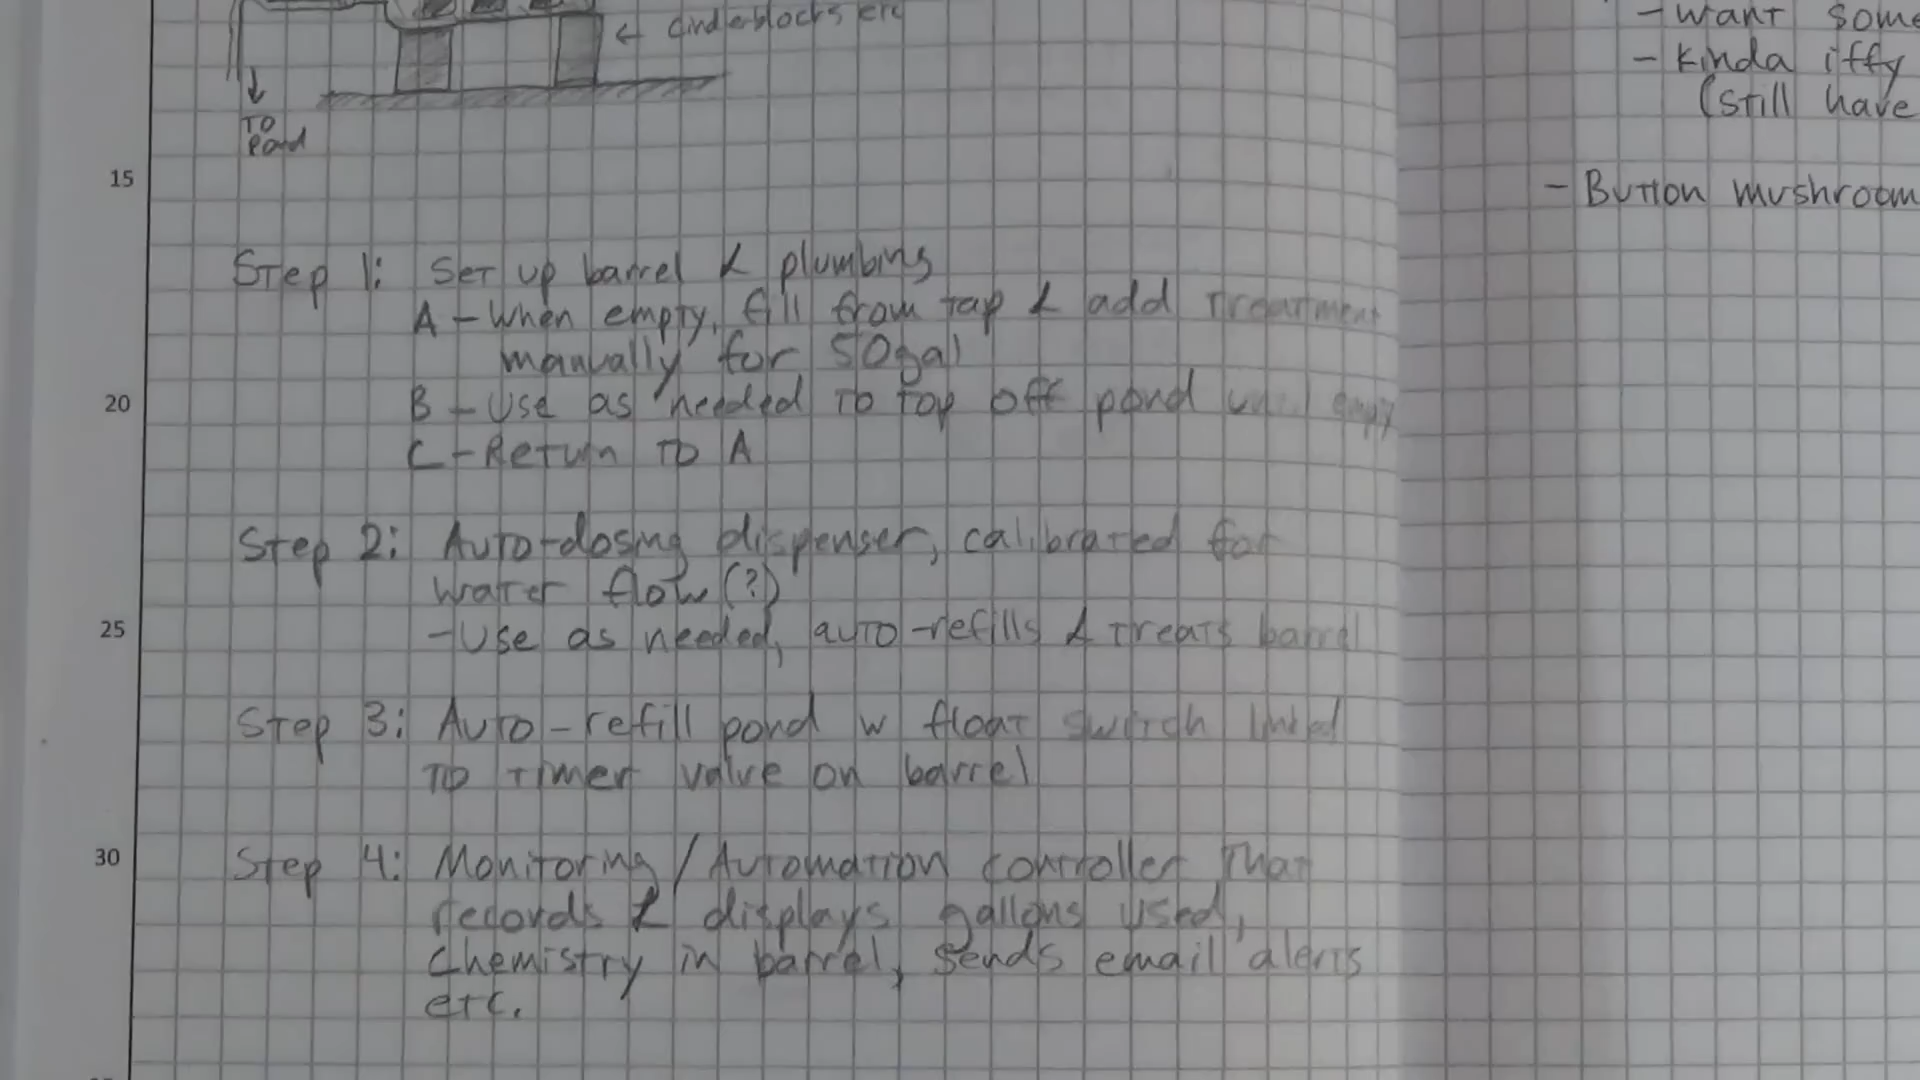 ← Cinderblocks etc
TO
Pond
15
Step 1: Set up barrel & plumbing
A - When empty, fill from tap & add treatment
manually for 50gal
20
B - Use as needed to top off pond until empty
C - Return to A
Step 2: Auto-dosing dispenser, calibrated for
water flow (?)
25
- Use as needed, auto-refills & treats barrel
Step 3: Auto-refill pond w float switch linked
to timer valve on barrel
30
Step 4: Monitoring / Automation controller that
records & displays gallons used,
chemistry in barrel, sends email alerts
etc.
- Want some
- Kinda iffy
(still have
- Button mushroom